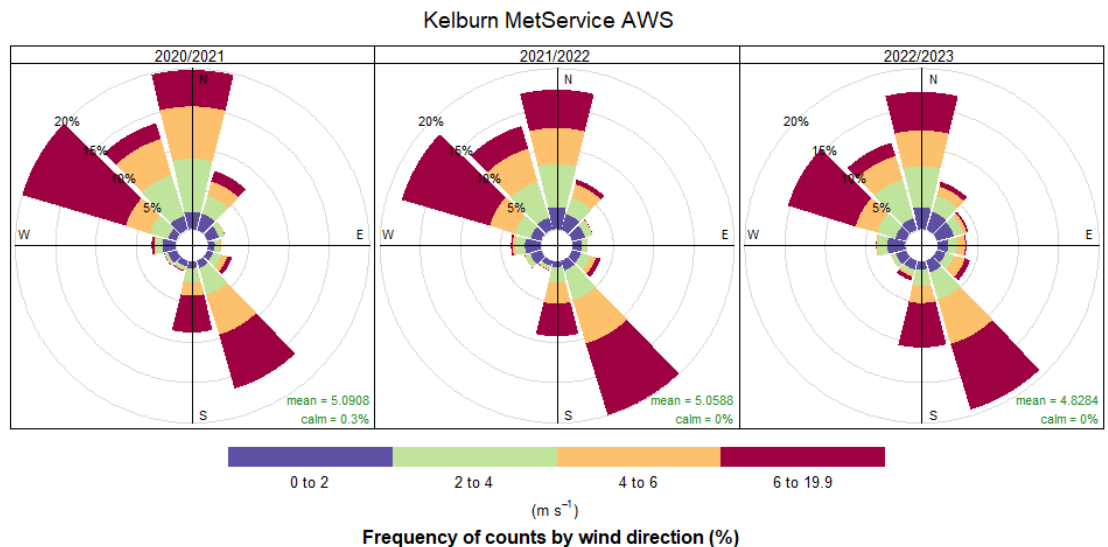 Kelburn MetService AWS
2020/2021
2021/2022
2022/2023
N
20%
15%
10%
5%
W
E
S
mean = 5.0908
calm = 0.3%
N
20%
15%
10%
5%
W
E
S
mean = 5.0588
calm = 0%
N
20%
15%
10%
5%
W
E
S
mean = 4.8284
calm = 0%
0 to 2
2 to 4
4 to 6
6 to 19.9
(m s⁻¹)
Frequency of counts by wind direction (%)